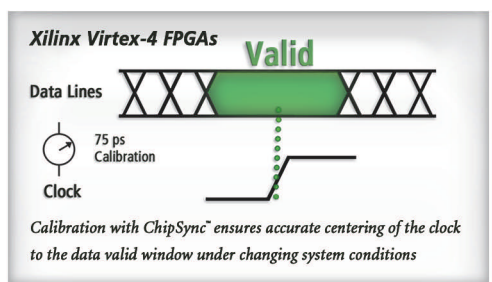 Xilinx Virtex-4 FPGAs
Valid
Data Lines
75 ps
Calibration
Clock
Calibration with ChipSync™ ensures accurate centering of the clock
to the data valid window under changing system conditions